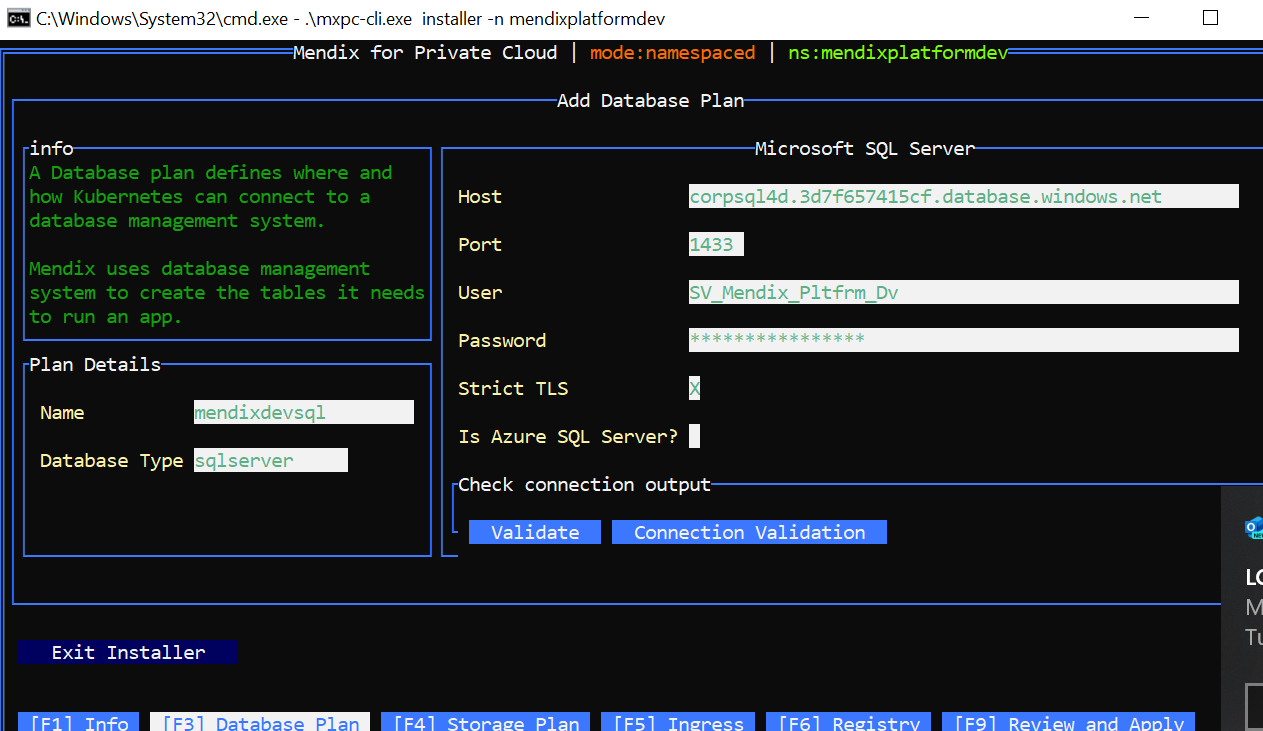 C:\Windows\System32\cmd.exe - .\mxpc-cli.exe  installer -n mendixplatformdev
Mendix for Private Cloud | mode:namespaced | ns:mendixplatformdev
Add Database Plan
info
A Database plan defines where and
how Kubernetes can connect to a
database management system.
Mendix uses database management
system to create the tables it needs
to run an app.
Plan Details
Name mendixdevsql
Database Type sqlserver
Microsoft SQL Server
Host corpsql4d.3d7f657415cf.database.windows.net
Port 1433
User SV_Mendix_Pltfrm_Dv
Password ****************
Strict TLS X
Is Azure SQL Server?
Check connection output
Validate Connection Validation
Exit Installer
[F1] Info [F3] Database Plan [F4] Storage Plan [F5] Ingress [F6] Registry [F9] Review and Apply